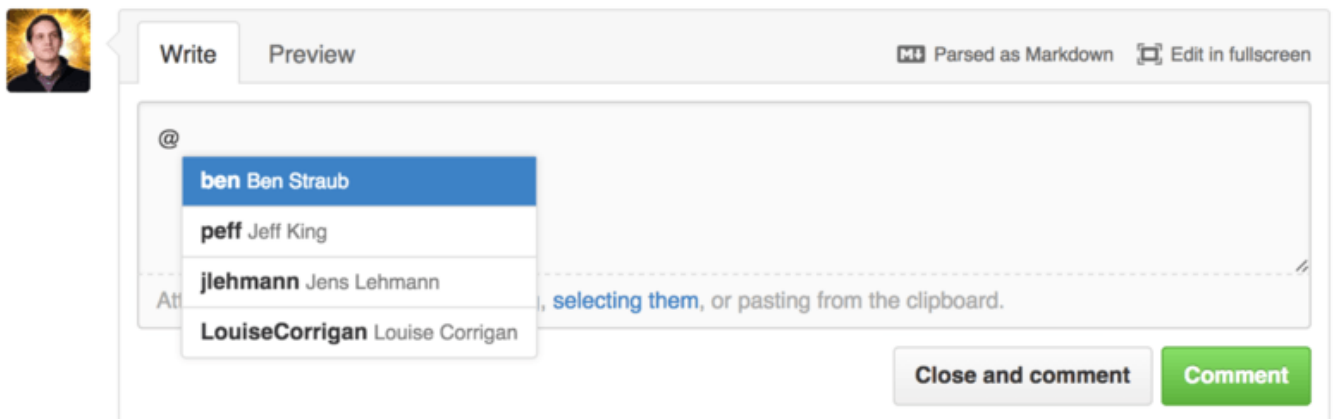 Write Preview Parsed as Markdown Edit in fullscreen
@
ben Ben Straub
peff Jeff King
jlehmann Jens Lehmann
, selecting them, or pasting from the clipboard.
LouiseCorrigan Louise Corrigan
Close and comment Comment